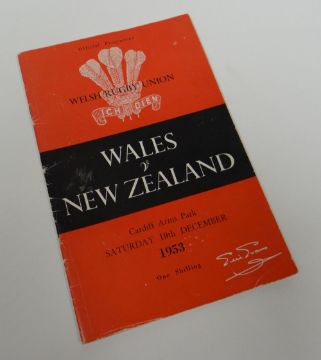 Official Programme
WELSH RUGBY UNION
ICH DIEN
WALES
v
NEW ZEALAND
Cardiff Arms Park
SATURDAY 19th DECEMBER
1953
One Shilling